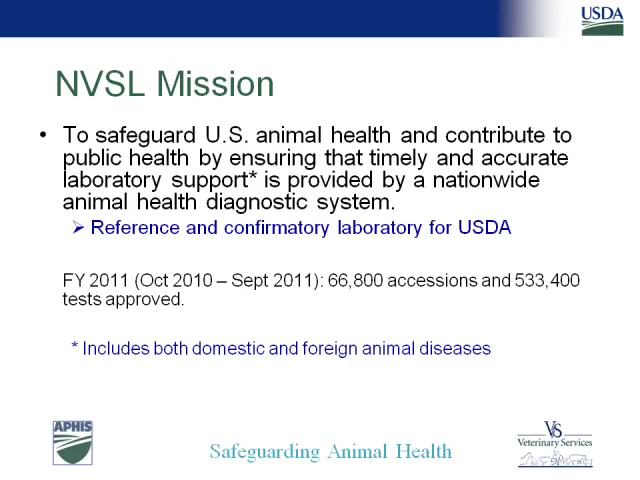 USDA
NVSL Mission
• To safeguard U.S. animal health and contribute to
public health by ensuring that timely and accurate
laboratory support* is provided by a nationwide
animal health diagnostic system.
➢ Reference and confirmatory laboratory for USDA
FY 2011 (Oct 2010 – Sept 2011): 66,800 accessions and 533,400
tests approved.
* Includes both domestic and foreign animal diseases
APHIS
Safeguarding Animal Health
VS
Veterinary Services